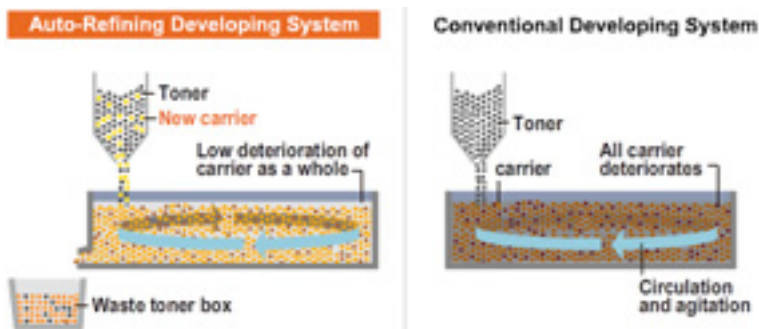 Auto-Refining Developing System
Toner
New carrier
Low deterioration of
carrier as a whole
Waste toner box
Conventional Developing System
Toner
carrier
All carrier
deteriorates
Circulation
and agitation